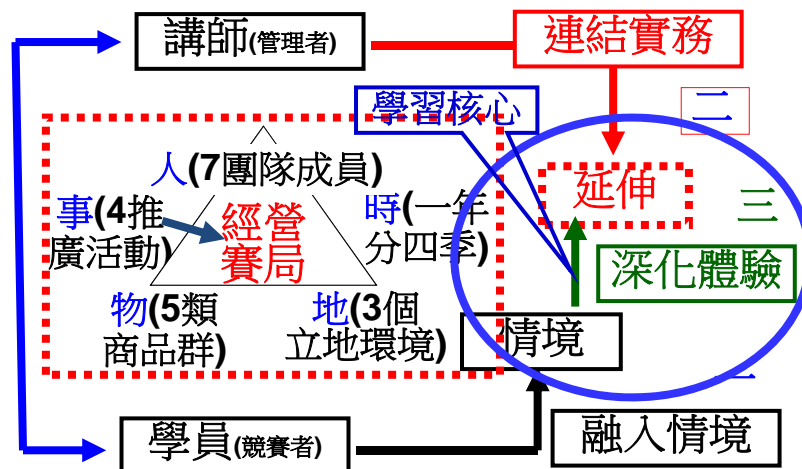 講師(管理者)
連結實務
學習核心
二
人(7團隊成員)
延伸
事(4推
廣活動)
時(一年
分四季)
經營
賽局
三
深化體驗
物(5類
商品群)
地(3個
立地環境)
情境
一
學員(競賽者)
融入情境